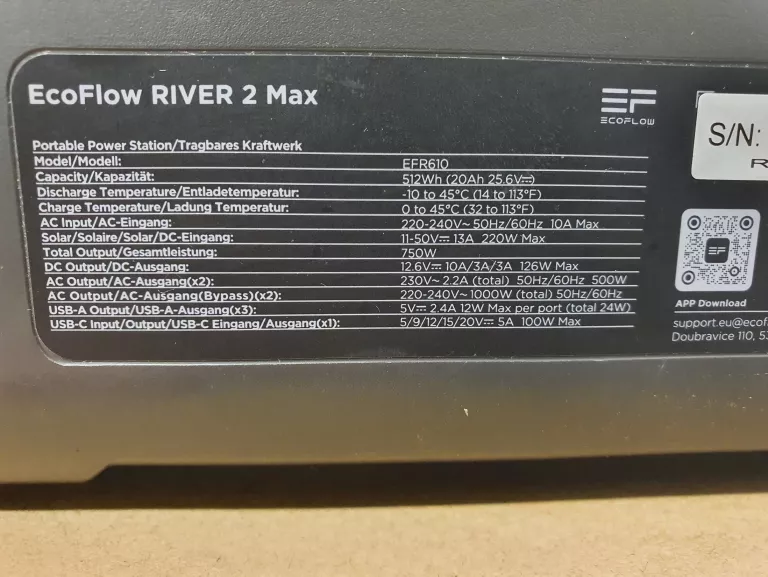 EcoFlow RIVER 2 Max
ECOFLOW
S/N:
R
Portable Power Station/Tragbares Kraftwerk
Model/Modell: EFR610
Capacity/Kapazität: 512Wh (20Ah 25.6V⎓)
Discharge Temperature/Entladetemperatur: -10 to 45°C (14 to 113°F)
Charge Temperature/Ladung Temperatur: 0 to 45°C (32 to 113°F)
AC Input/AC-Eingang: 220-240V~ 50Hz/60Hz 10A Max
Solar/Solaire/Solar/DC-Eingang: 11-50V⎓ 13A 220W Max
Total Output/Gesamtleistung: 750W
DC Output/DC-Ausgang: 12.6V⎓ 10A/3A/3A 126W Max
AC Output/AC-Ausgang(x2): 230V~ 2.2A (total) 50Hz/60Hz 500W
AC Output/AC-Ausgang(Bypass)(x2): 220-240V~ 1000W (total) 50Hz/60Hz
USB-A Output/USB-A-Ausgang(x3): 5V⎓ 2.4A 12W Max per port (total 24W)
USB-C Input/Output/USB-C Eingang/Ausgang(x1): 5/9/12/15/20V⎓ 5A 100W Max
APP Download
support.eu@ecof
Doubravice 110, 53